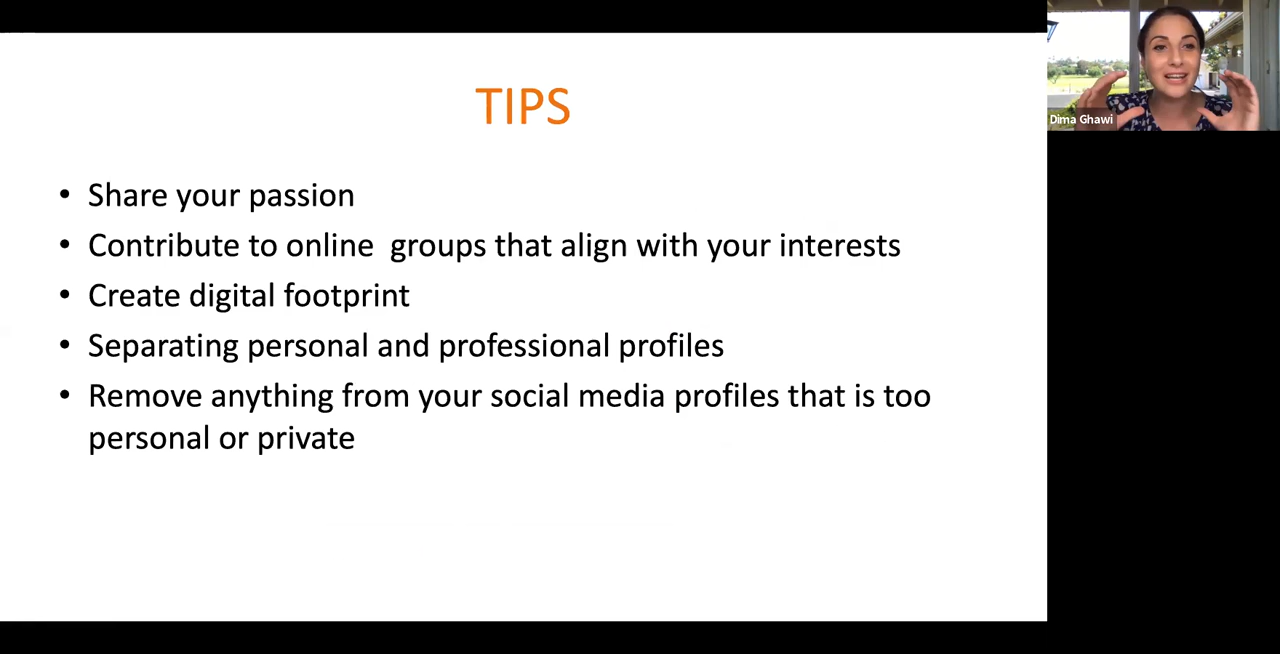 TIPS
• Share your passion
• Contribute to online  groups that align with your interests
• Create digital footprint
• Separating personal and professional profiles
• Remove anything from your social media profiles that is too
personal or private
Dima Ghawi